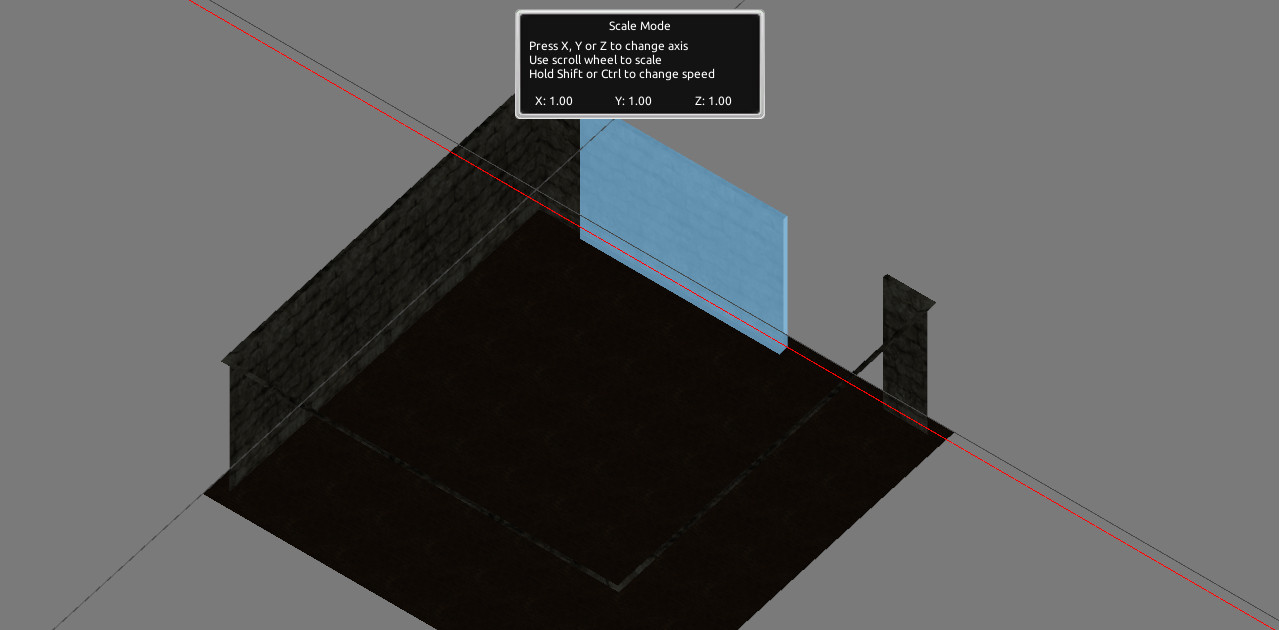 Scale Mode
Press X, Y or Z to change axis
Use scroll wheel to scale
Hold Shift or Ctrl to change speed
X: 1.00 Y: 1.00 Z: 1.00